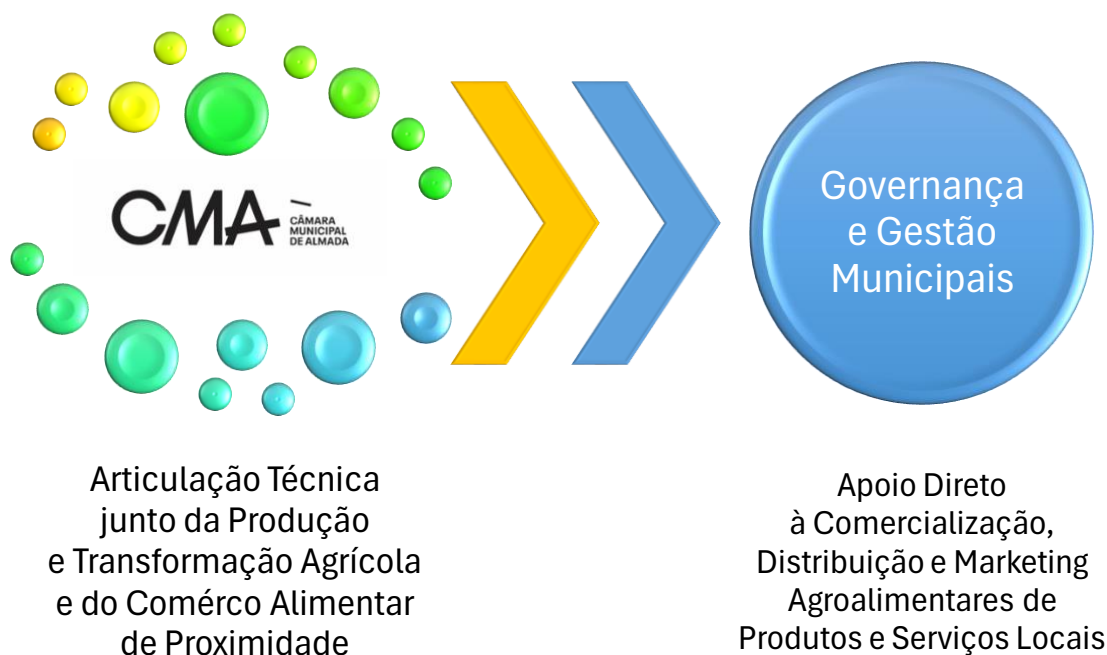 CMA
CÂMARA
MUNICIPAL
DE ALMADA
Governança
e Gestão
Municipais
Articulação Técnica
junto da Produção
e Transformação Agrícola
e do Comérco Alimentar
de Proximidade
Apoio Direto
à Comercialização,
Distribuição e Marketing
Agroalimentares de
Produtos e Serviços Locais